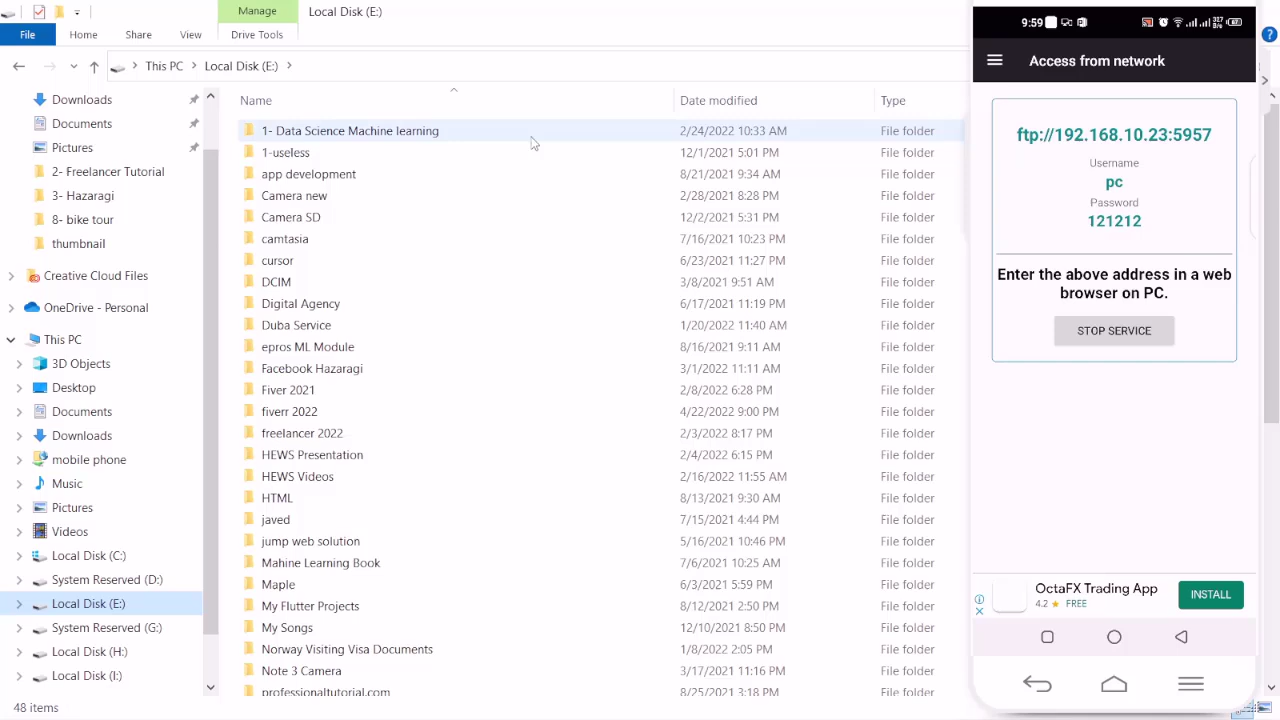 Manage
Local Disk (E:)
File
Home
Share
View
Drive Tools
This PC
Local Disk (E:)
Downloads
Documents
Pictures
2- Freelancer Tutorial
3- Hazaragi
8- bike tour
thumbnail
Creative Cloud Files
OneDrive - Personal
This PC
3D Objects
Desktop
Documents
Downloads
mobile phone
Music
Pictures
Videos
Local Disk (C:)
System Reserved (D:)
Local Disk (E:)
System Reserved (G:)
Local Disk (H:)
Local Disk (I:)
Name Date modified Type
1- Data Science Machine learning 2/24/2022 10:33 AM File folder
1-useless 12/1/2021 5:01 PM File folder
app development 8/21/2021 9:34 AM File folder
Camera new 2/28/2021 8:28 PM File folder
Camera SD 12/2/2021 5:31 PM File folder
camtasia 7/16/2021 10:23 PM File folder
cursor 6/23/2021 11:27 PM File folder
DCIM 3/8/2021 9:51 AM File folder
Digital Agency 6/17/2021 11:19 PM File folder
Duba Service 1/20/2022 11:40 AM File folder
epros ML Module 8/16/2021 9:11 AM File folder
Facebook Hazaragi 3/1/2022 11:11 AM File folder
Fiver 2021 2/8/2022 6:28 PM File folder
fiverr 2022 4/22/2022 9:00 PM File folder
freelancer 2022 2/3/2022 8:17 PM File folder
HEWS Presentation 2/4/2022 6:15 PM File folder
HEWS Videos 2/16/2022 11:55 AM File folder
HTML 8/13/2021 9:30 AM File folder
javed 7/15/2021 4:44 PM File folder
jump web solution 5/16/2021 10:46 PM File folder
Mahine Learning Book 7/6/2021 10:25 AM File folder
Maple 6/3/2021 5:59 PM File folder
My Flutter Projects 8/12/2021 2:50 PM File folder
My Songs 12/10/2021 8:50 PM File folder
Norway Visiting Visa Documents 1/8/2022 2:05 PM File folder
Note 3 Camera 3/17/2021 11:16 PM File folder
professionaltutorial.com 8/25/2021 3:18 PM File folder
48 items
9:59
Access from network
ftp://192.168.10.23:5957
Username
pc
Password
121212
Enter the above address in a web
browser on PC.
STOP SERVICE
OctaFX Trading App
4.2 ★ FREE
INSTALL